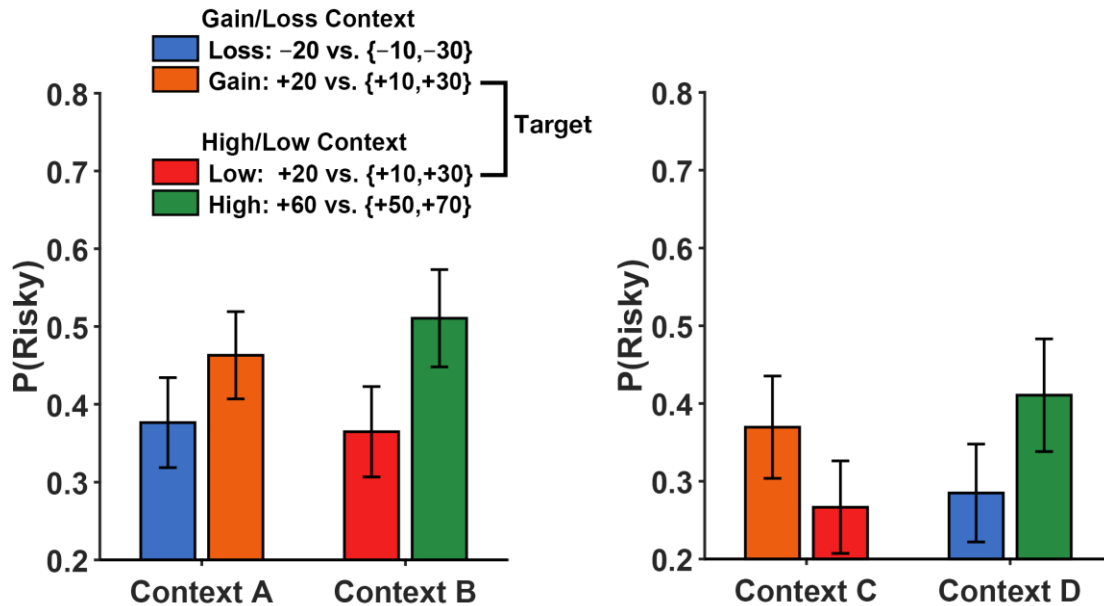 Gain/Loss Context
Loss: −20 vs. {−10,−30}
Gain: +20 vs. {+10,+30}
Target
High/Low Context
Low: +20 vs. {+10,+30}
High: +60 vs. {+50,+70}
P(Risky)
0.8
0.7
0.6
0.5
0.4
0.3
0.2
Context A
Context B
P(Risky)
0.8
0.7
0.6
0.5
0.4
0.3
0.2
Context C
Context D